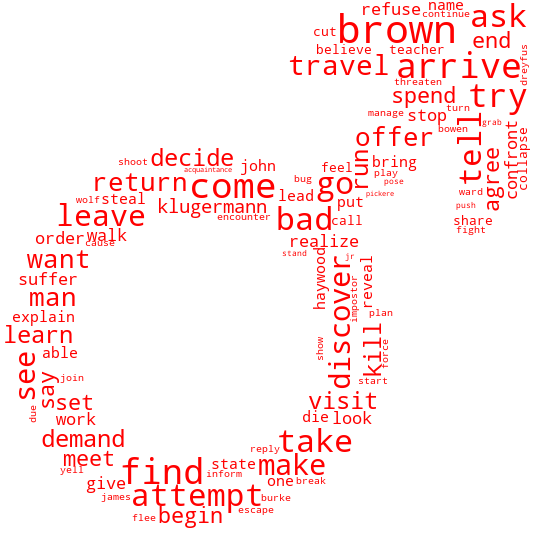 refuse name
continue
cut brown ask
believe teacher end
travel arrive dreyfus
threaten
spend try
turn
manage stop grab
offer bowen tell confront collapse
shoot decide john feel run bring agree
acquaintance
return come bug go play pose
wolf steal lead put pickere ward
leave klugermann bad call push
encounter share
order walk realize fight
cause stand jr
want haywood discover impostor reveal
suffer
man plan
explain
learn show kill force
see able
say join start
due set visit
work die look
demand take
reply
meet state make
yell find inform
give one break
james attempt burke
flee begin escape